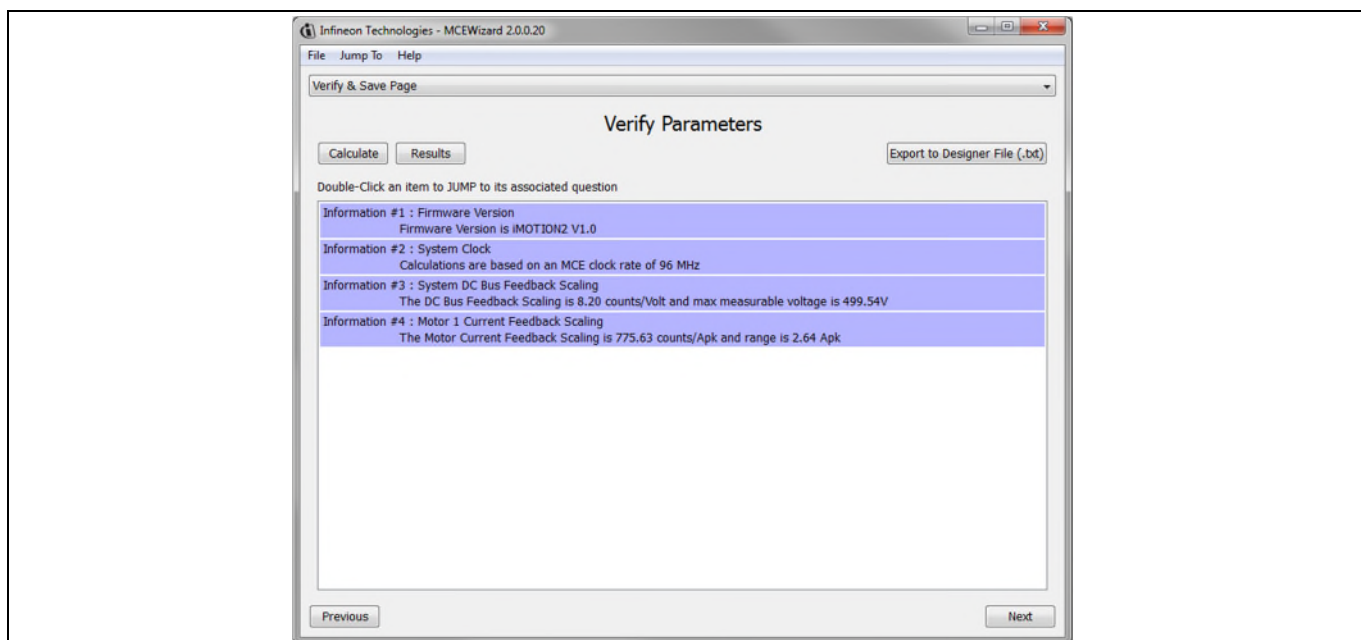 Infineon Technologies - MCEWizard 2.0.0.20
File Jump To Help
Verify & Save Page
Verify Parameters
Calculate Results Export to Designer File (.txt)
Double-Click an item to JUMP to its associated question
Information #1 : Firmware Version
Firmware Version is iMOTION2 V1.0
Information #2 : System Clock
Calculations are based on an MCE clock rate of 96 MHz
Information #3 : System DC Bus Feedback Scaling
The DC Bus Feedback Scaling is 8.20 counts/Volt and max measurable voltage is 499.54V
Information #4 : Motor 1 Current Feedback Scaling
The Motor Current Feedback Scaling is 775.63 counts/Apk and range is 2.64 Apk
Previous Next